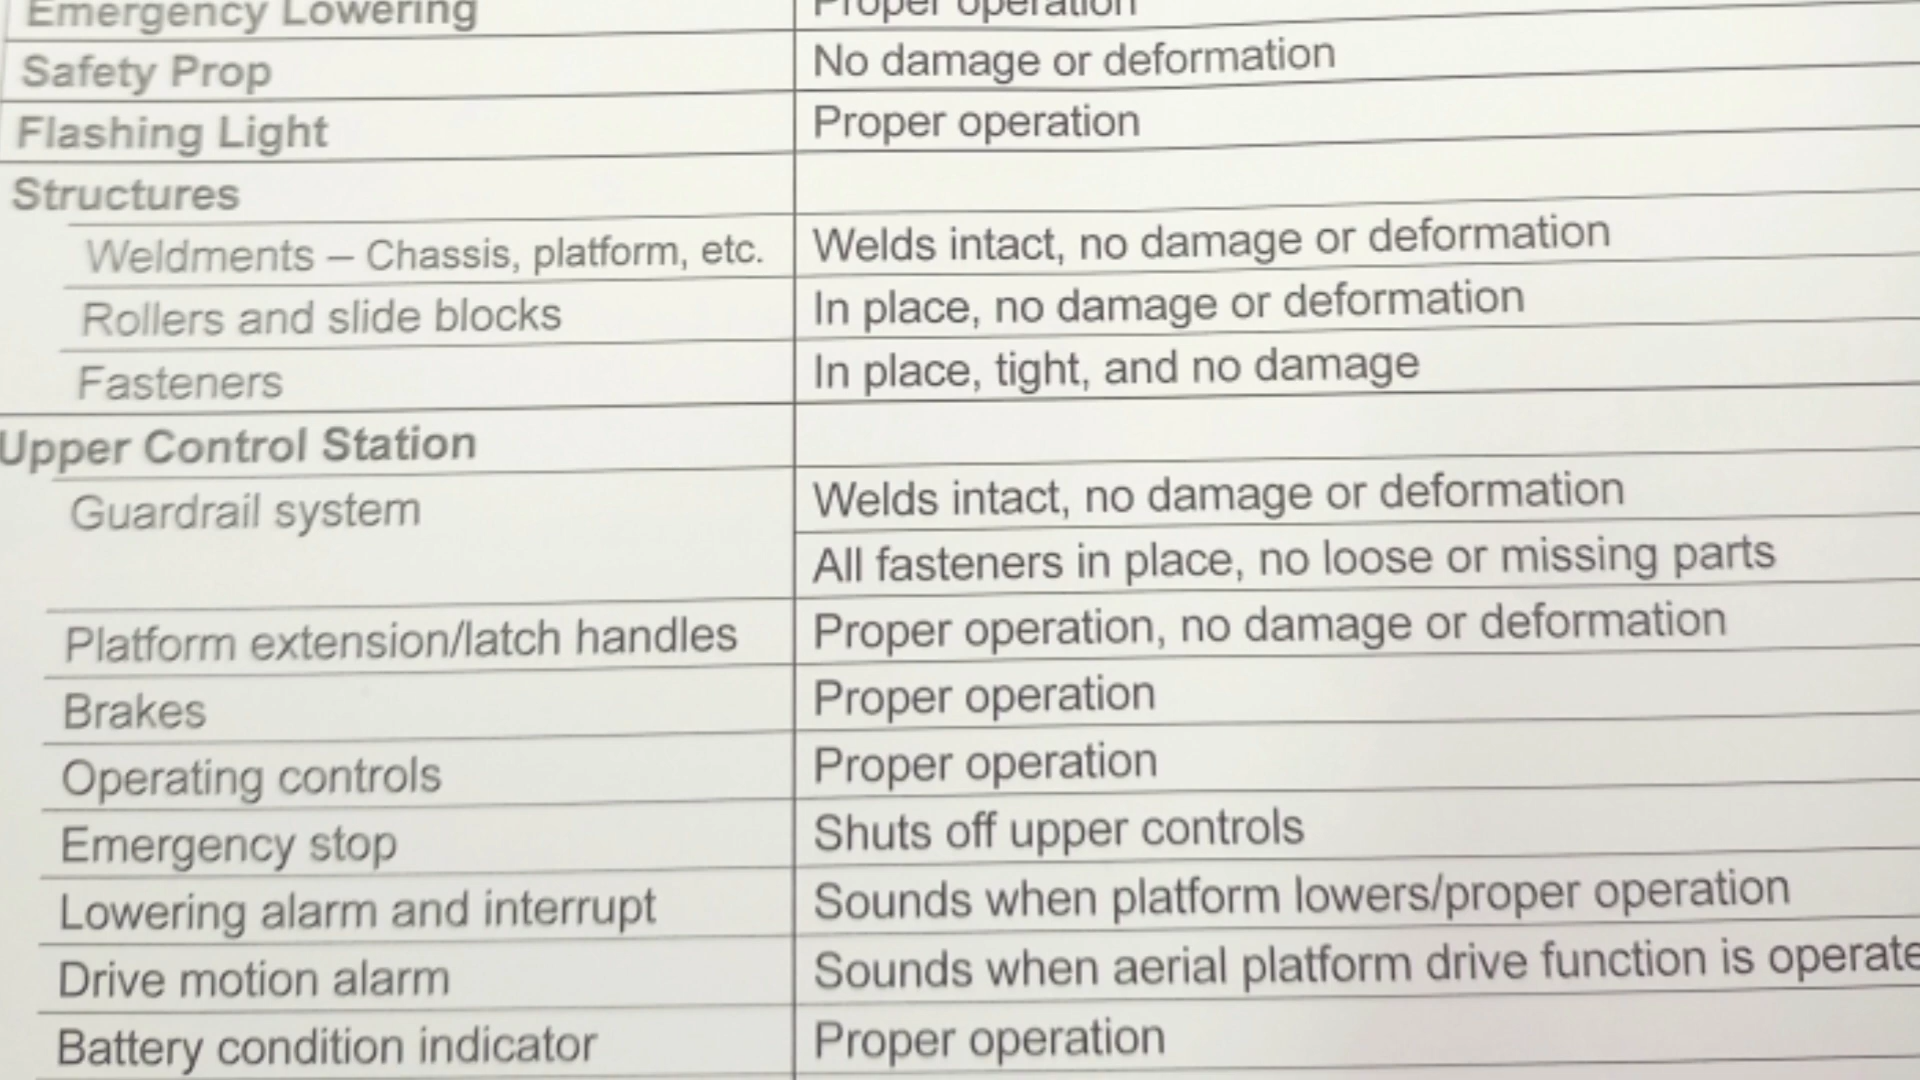 Emergency Lowering Proper operation
Safety Prop No damage or deformation
Flashing Light Proper operation
Structures
Weldments – Chassis, platform, etc. Welds intact, no damage or deformation
Rollers and slide blocks In place, no damage or deformation
Fasteners In place, tight, and no damage
Upper Control Station
Guardrail system Welds intact, no damage or deformation
All fasteners in place, no loose or missing parts
Platform extension/latch handles Proper operation, no damage or deformation
Brakes Proper operation
Operating controls Proper operation
Emergency stop Shuts off upper controls
Lowering alarm and interrupt Sounds when platform lowers/proper operation
Drive motion alarm Sounds when aerial platform drive function is operate
Battery condition indicator Proper operation